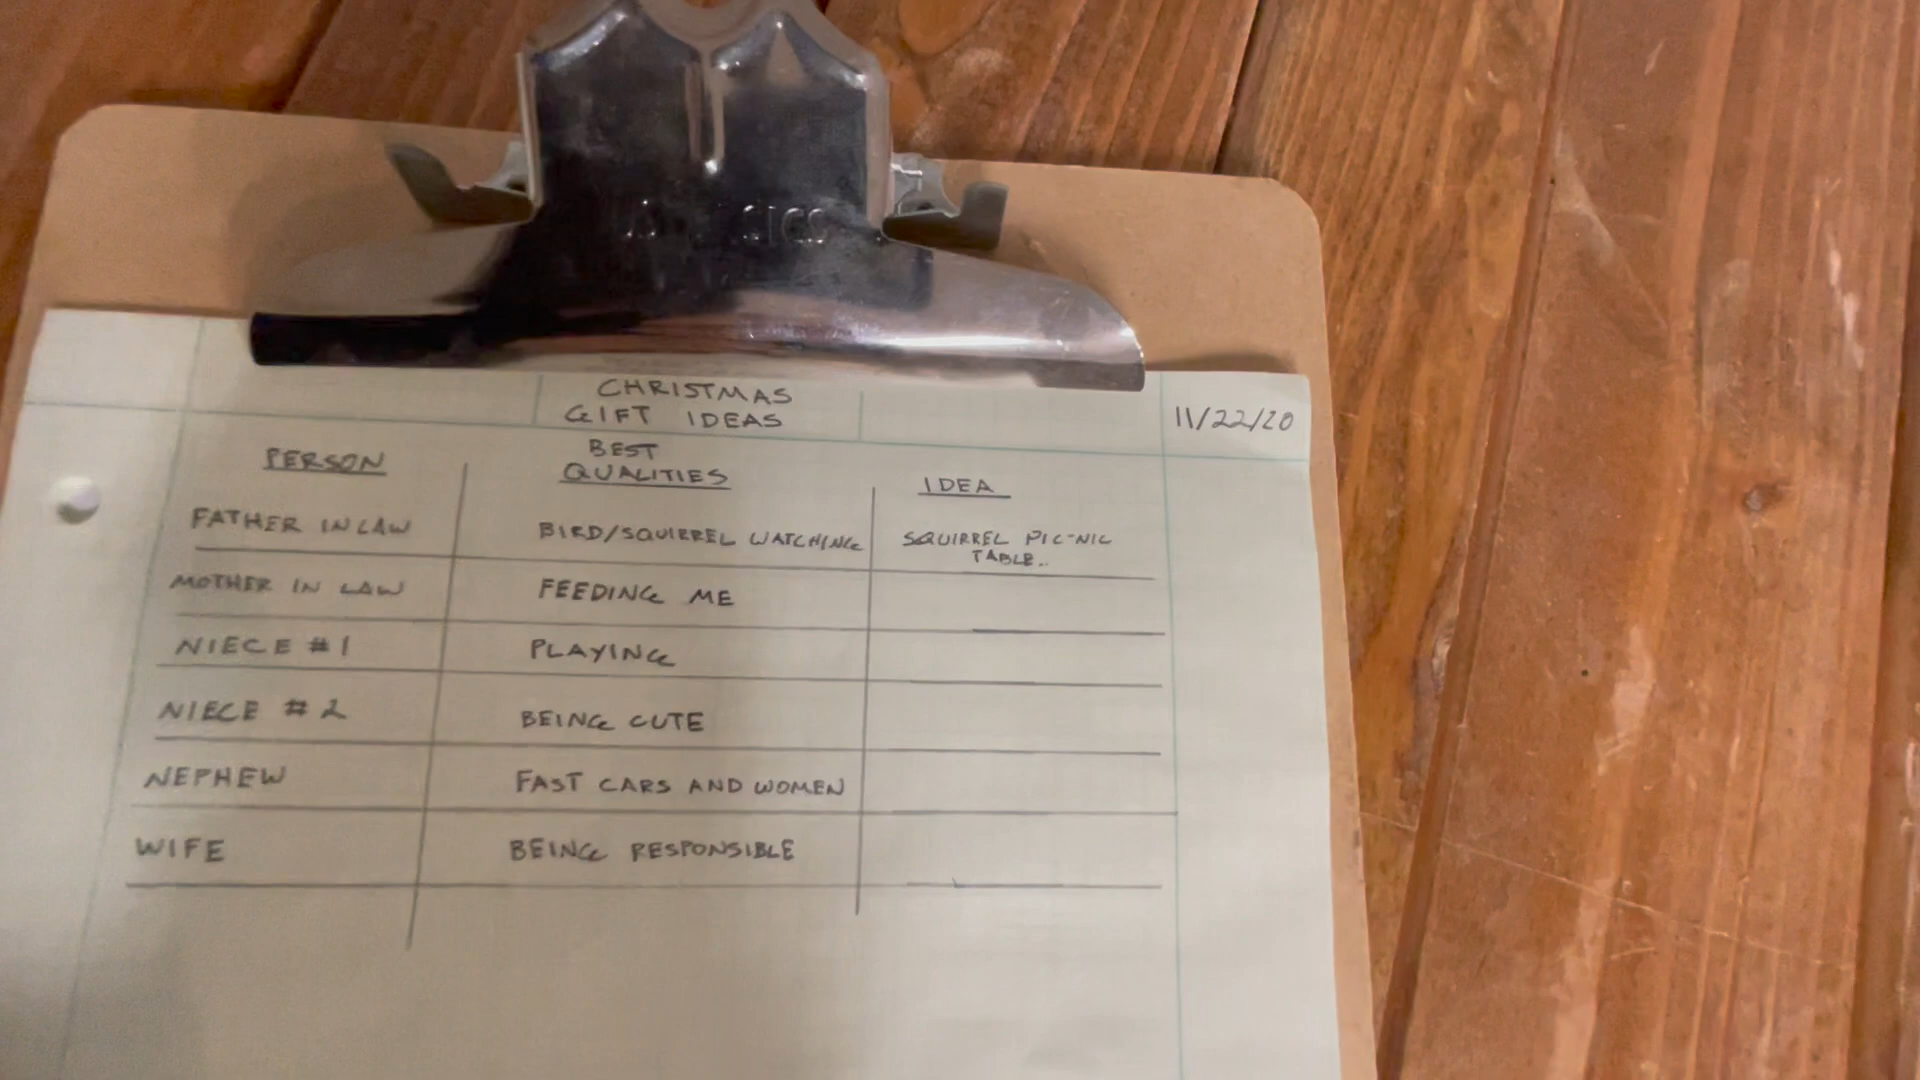 CHRISTMAS
GIFT IDEAS
11/22/20
PERSON
BEST
QUALITIES
IDEA
FATHER IN LAW
BIRD/SQUIRREL WATCHING
SQUIRREL PIC-NIC
TABLE..
MOTHER IN LAW
FEEDING ME
NIECE #1
PLAYING
NIECE #2
BEING CUTE
NEPHEW
FAST CARS AND WOMEN
WIFE
BEING RESPONSIBLE